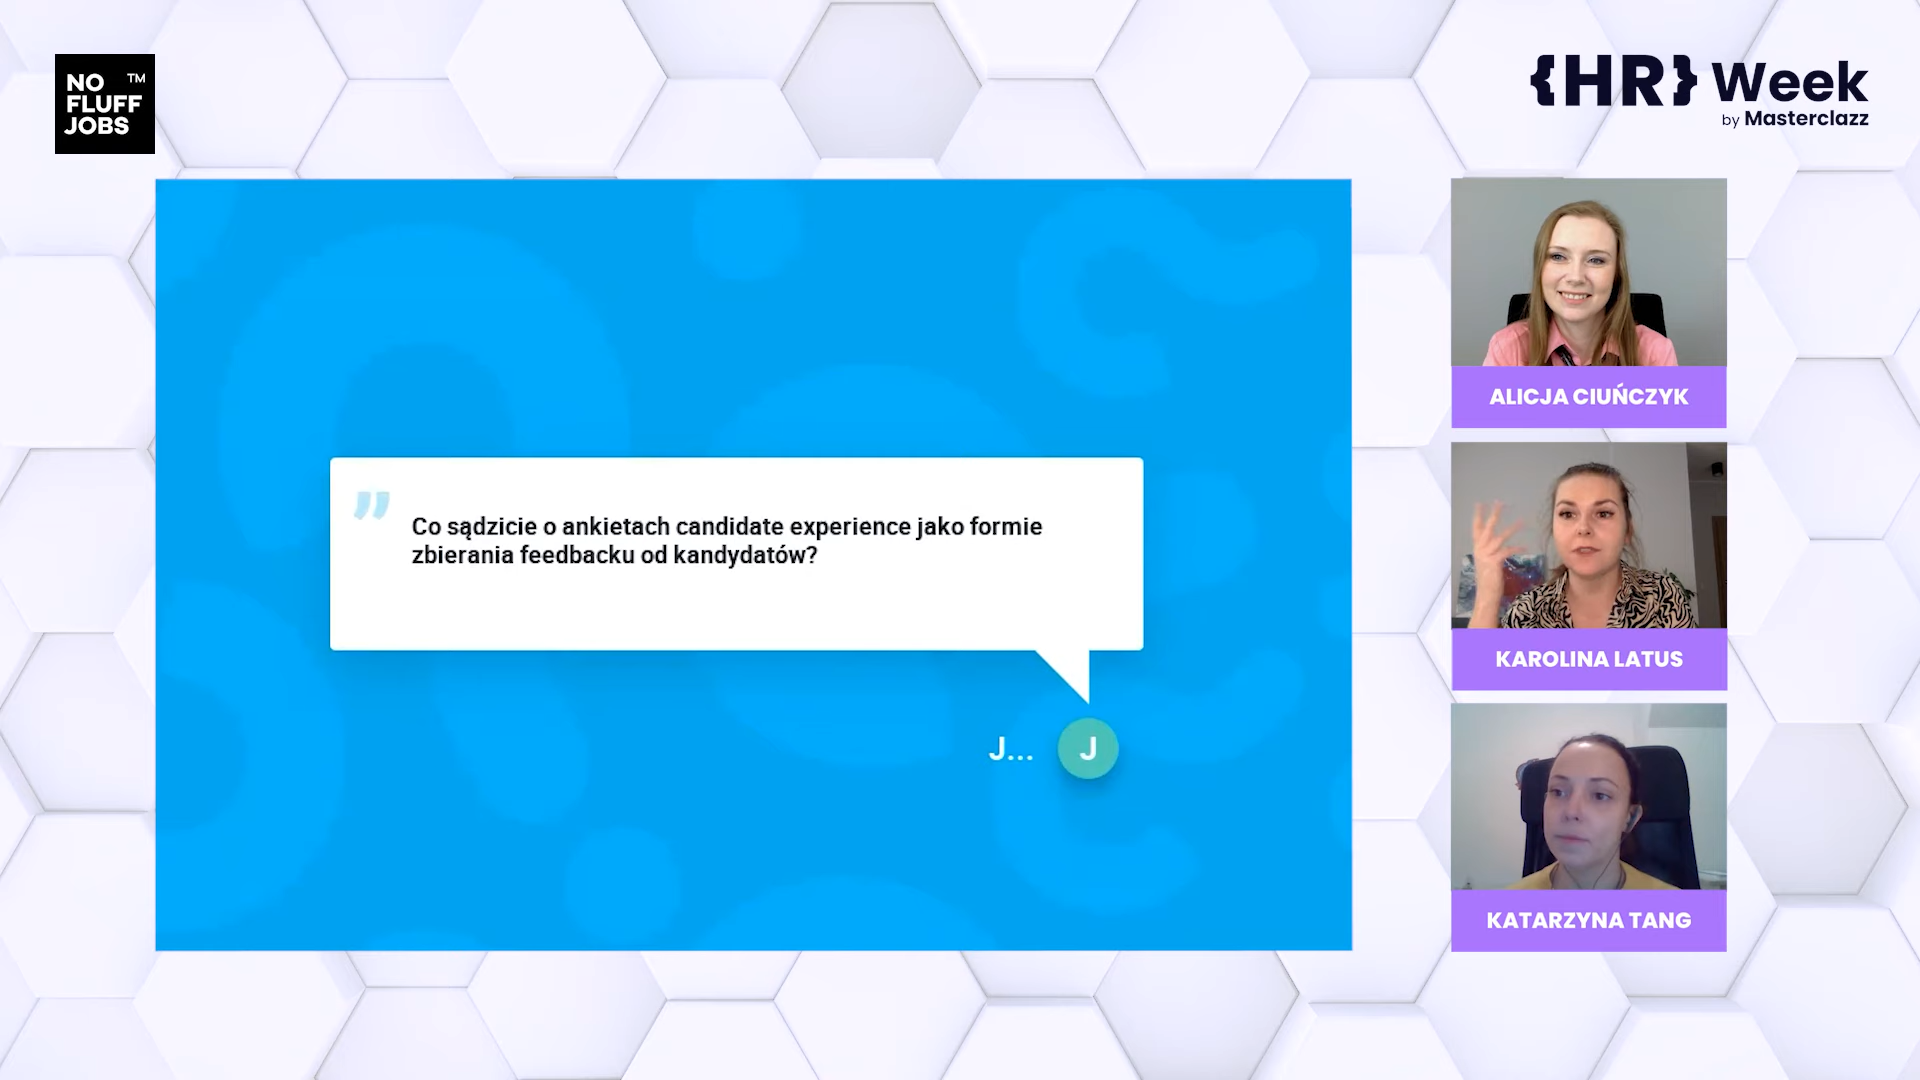 NO TM
FLUFF
JOBS
{HR} Week
by Masterclazz
Co sądzicie o ankietach candidate experience jako formie
zbierania feedbacku od kandydatów?
J...
J
ALICJA CIUŃCZYK
KAROLINA LATUS
KATARZYNA TANG